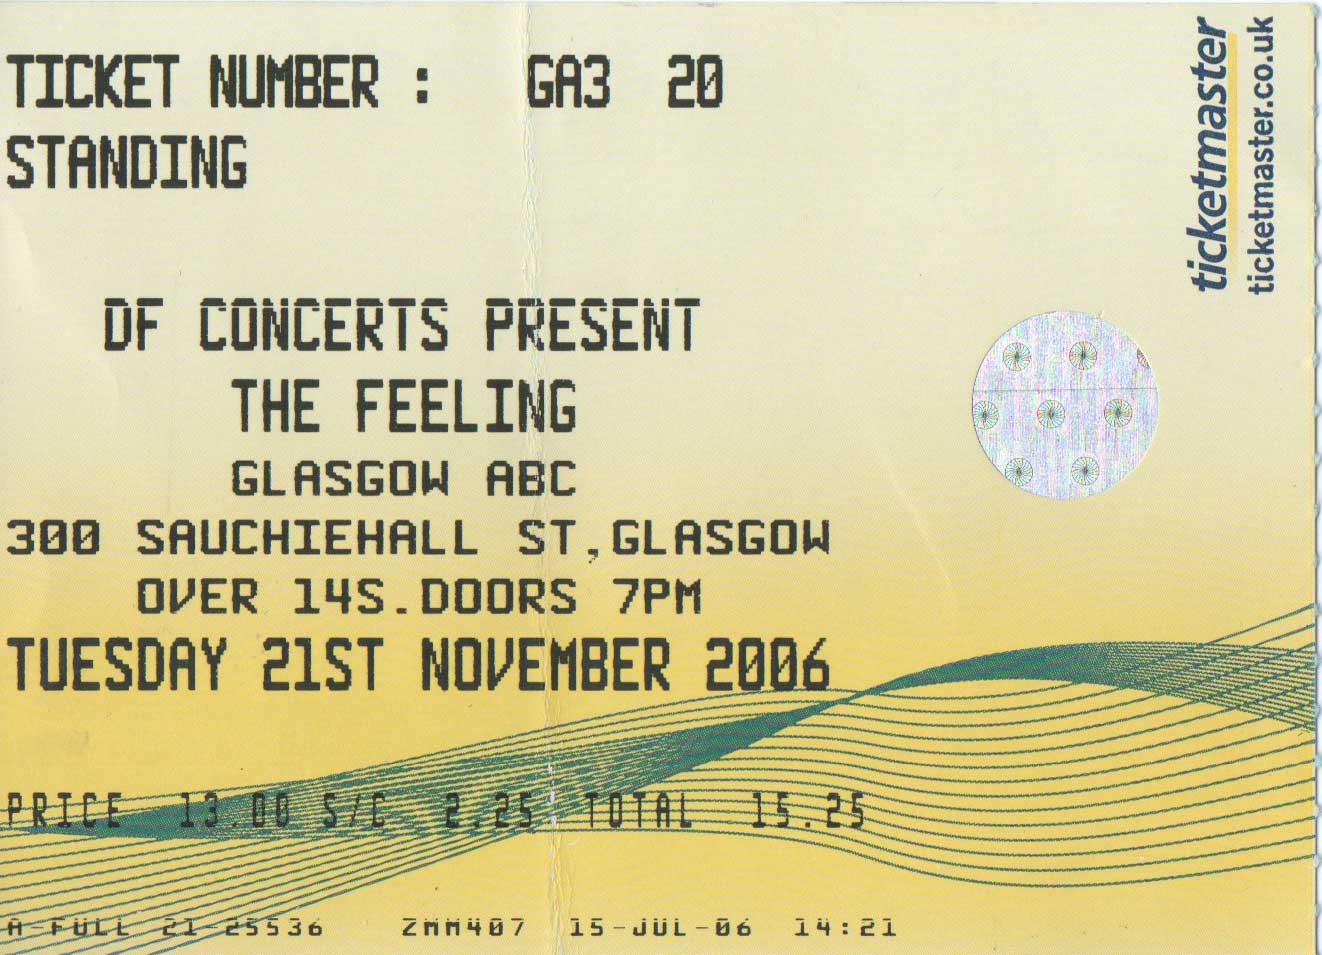 TICKET NUMBER : GA3 20
STANDING
DF CONCERTS PRESENT
THE FEELING
GLASGOW ABC
300 SAUCHIEHALL ST,GLASGOW
OVER 14S.DOORS 7PM
TUESDAY 21ST NOVEMBER 2006
PRICE 13.00 S/C 2.25 TOTAL 15.25
A-FULL 21-25536 ZMM407 15-JUL-06 14:21
ticketmaster
ticketmaster.co.uk